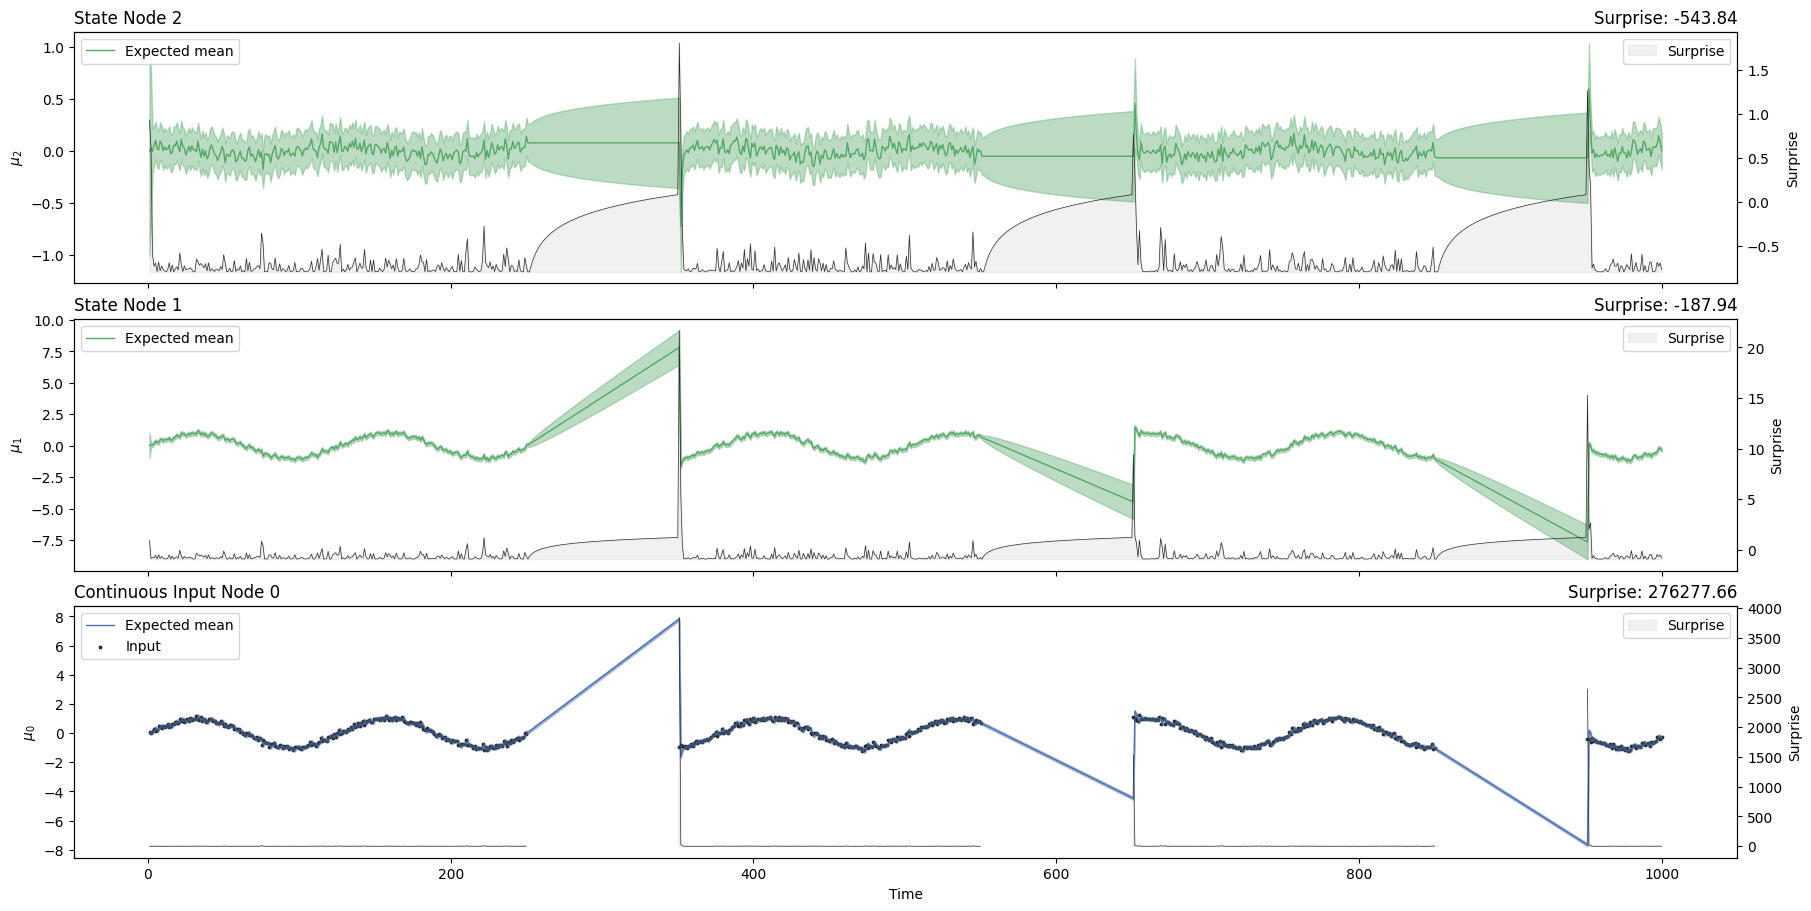 State Node 2
Surprise: -543.84
Expected mean
Surprise
1.0
0.5
0.0
−0.5
−1.0
μ2
1.5
1.0
0.5
0.0
−0.5
Surprise
State Node 1
Surprise: -187.94
Expected mean
Surprise
10.0
7.5
5.0
2.5
0.0
−2.5
−5.0
−7.5
μ1
20
15
10
5
0
Surprise
Continuous Input Node 0
Surprise: 276277.66
Expected mean
Input
Surprise
8
6
4
2
0
−2
−4
−6
−8
μ0
4000
3500
3000
2500
2000
1500
1000
500
0
Surprise
0 200 400 600 800 1000
Time